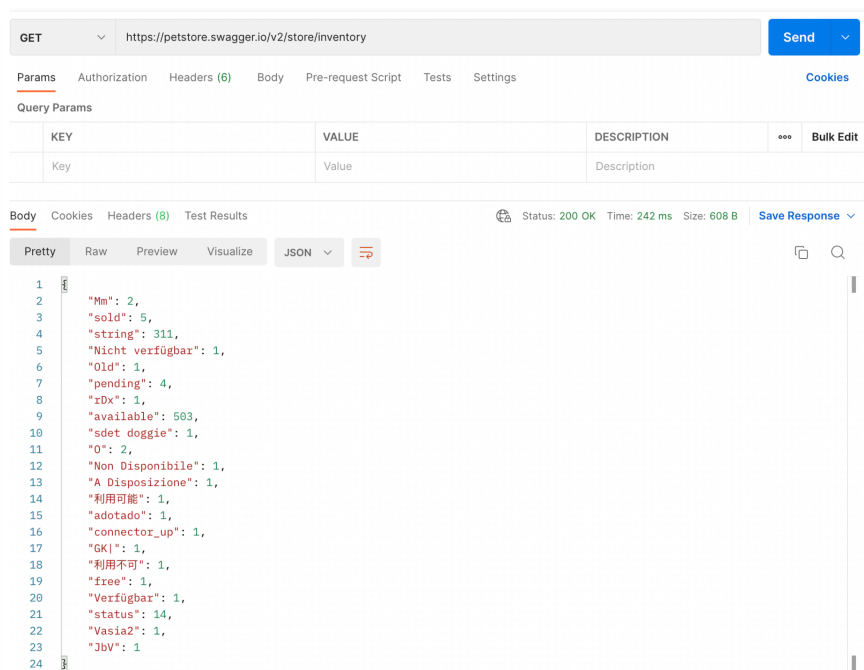 GET https://petstore.swagger.io/v2/store/inventory Send
Params Authorization Headers (6) Body Pre-request Script Tests Settings Cookies
Query Params
KEY VALUE DESCRIPTION ooo Bulk Edit
Key Value Description
Body Cookies Headers (8) Test Results Status: 200 OK Time: 242 ms Size: 608 B Save Response
Pretty Raw Preview Visualize JSON
1 {
2 "Mm": 2,
3 "sold": 5,
4 "string": 311,
5 "Nicht verfügbar": 1,
6 "Old": 1,
7 "pending": 4,
8 "rDx": 1,
9 "available": 503,
10 "sdet doggie": 1,
11 "O": 2,
12 "Non Disponibile": 1,
13 "A Disposizione": 1,
14 "利用可能": 1,
15 "adotado": 1,
16 "connector_up": 1,
17 "GK|": 1,
18 "利用不可": 1,
19 "free": 1,
20 "Verfügbar": 1,
21 "status": 14,
22 "Vasia2": 1,
23 "JbV": 1
24 }